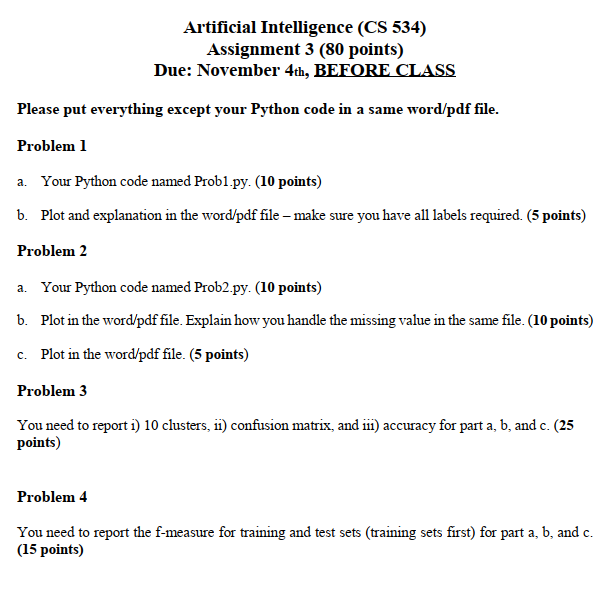 Artificial Intelligence (CS 534)
Assignment 3 (80 points)
Due: November 4th, BEFORE CLASS
Please put everything except your Python code in a same word/pdf file.
Problem 1
a. Your Python code named Prob1.py. (10 points)
b. Plot and explanation in the word/pdf file – make sure you have all labels required. (5 points)
Problem 2
a. Your Python code named Prob2.py. (10 points)
b. Plot in the word/pdf file. Explain how you handle the missing value in the same file. (10 points)
c. Plot in the word/pdf file. (5 points)
Problem 3
You need to report i) 10 clusters, ii) confusion matrix, and iii) accuracy for part a, b, and c. (25
points)
Problem 4
You need to report the f-measure for training and test sets (training sets first) for part a, b, and c.
(15 points)